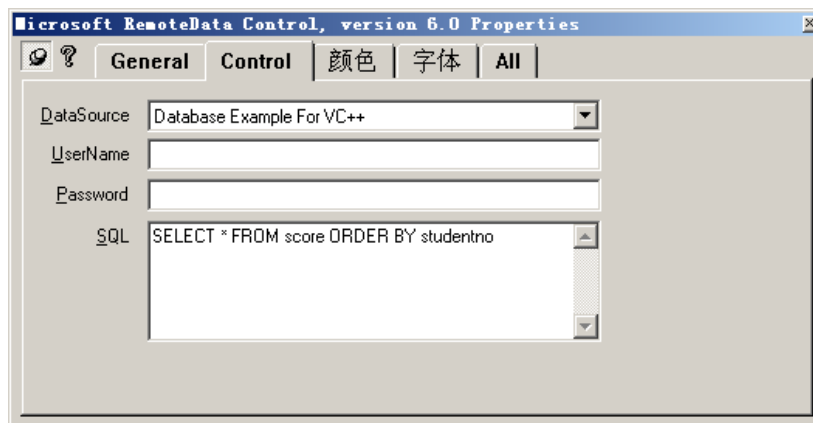 Microsoft RemoteData Control, version 6.0 Properties
General Control 颜色 字体 All
DataSource Database Example For VC++
UserName
Password
SQL SELECT * FROM score ORDER BY studentno